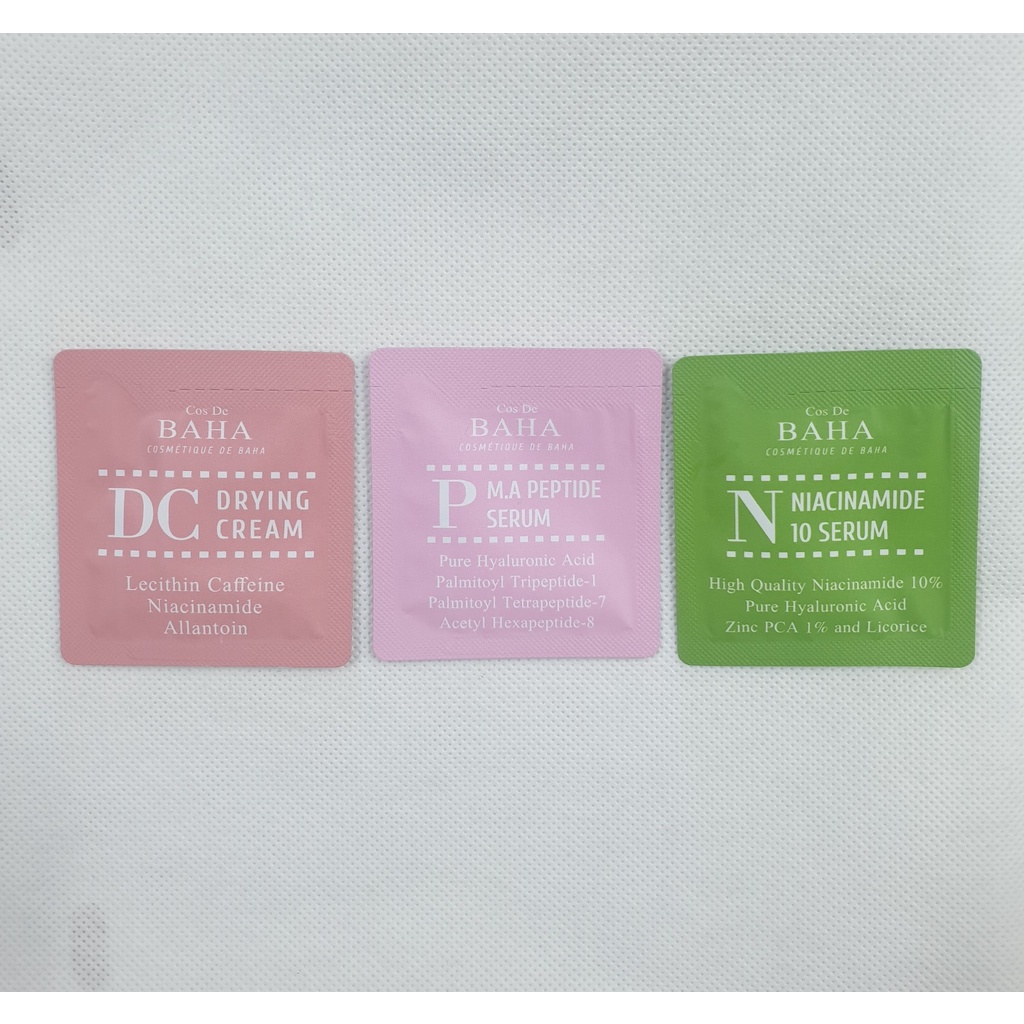 Cos De
BAHA
COSMÉTIQUE DE BAHA
DC DRYING
CREAM
Lecithin Caffeine
Niacinamide
Allantoin
Cos De
BAHA
COSMÉTIQUE DE BAHA
P M.A PEPTIDE
SERUM
Pure Hyaluronic Acid
Palmitoyl Tripeptide-1
Palmitoyl Tetrapeptide-7
Acetyl Hexapeptide-8
Cos De
BAHA
COSMÉTIQUE DE BAHA
N NIACINAMIDE
10 SERUM
High Quality Niacinamide 10%
Pure Hyaluronic Acid
Zinc PCA 1% and Licorice